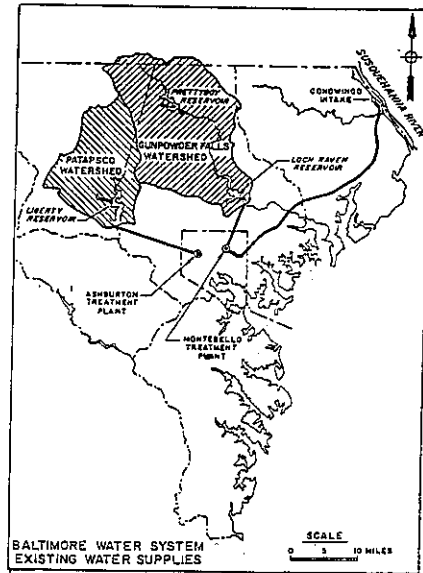 SUSQUEHANNA RIVER
CONOWINGO
INTAKE
PRETTYBOY
RESERVOIR
GUNPOWDER FALLS
WATERSHED
PATAPSCO
WATERSHED
LOCH RAVEN
RESERVOIR
LIBERTY
RESERVOIR
ASHBURTON
TREATMENT
PLANT
MONTEBELLO
TREATMENT
PLANT
BALTIMORE WATER SYSTEM
EXISTING WATER SUPPLIES
SCALE
0 5 10 MILES